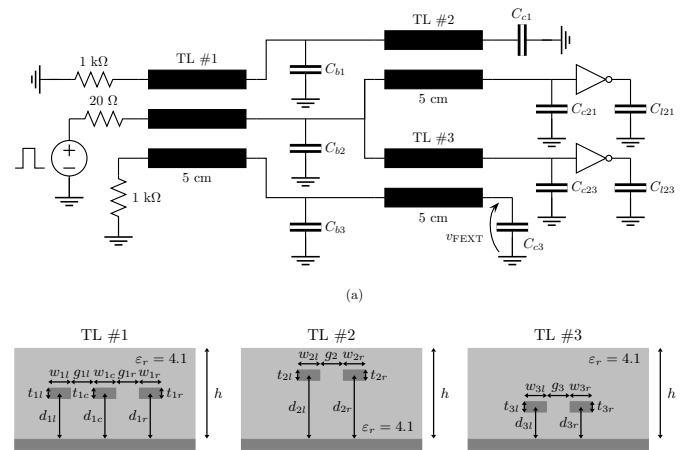 TL #2
C_{c1}
1 kΩ
TL #1
C_{b1}
20 Ω
5 cm
C_{c21}
C_{l21}
TL #3
C_{b2}
5 cm
1 kΩ
C_{c23}
C_{l23}
5 cm
C_{b3}
v_{FEXT}
C_{c3}
(a)
TL #1
TL #2
TL #3
ε_r = 4.1
w_{1l} g_{1l} w_{1c} g_{1r} w_{1r}
t_{1l} t_{1c} t_{1r}
d_{1l} d_{1c} d_{1r}
h
w_{2l} g_2 w_{2r}
t_{2l} t_{2r}
d_{2l} d_{2r}
ε_r = 4.1
h
ε_r = 4.1
w_{3l} g_3 w_{3r}
t_{3l} t_{3r}
d_{3l} d_{3r}
h